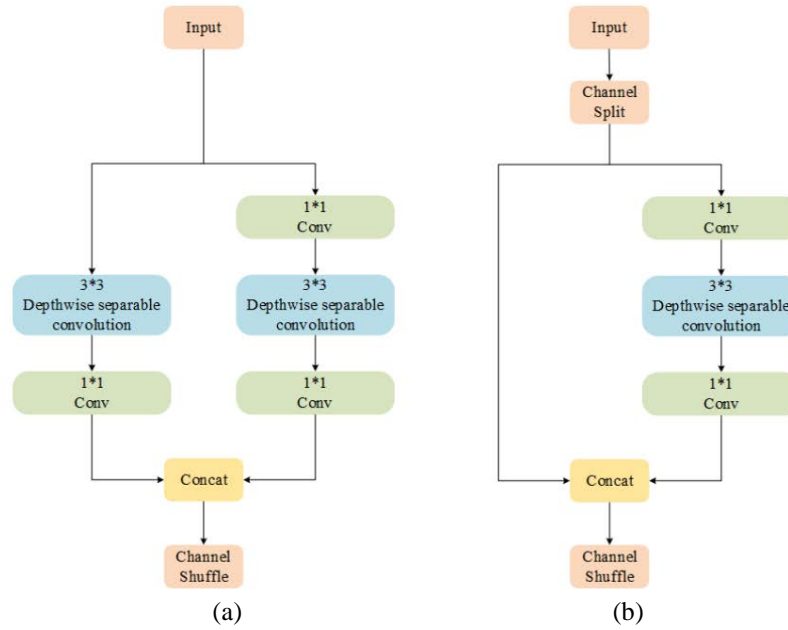 Input
1*1
Conv
3*3
Depthwise separable
convolution
3*3
Depthwise separable
convolution
1*1
Conv
1*1
Conv
Concat
Channel
Shuffle
(a)
Input
Channel
Split
1*1
Conv
3*3
Depthwise separable
convolution
1*1
Conv
Concat
Channel
Shuffle
(b)